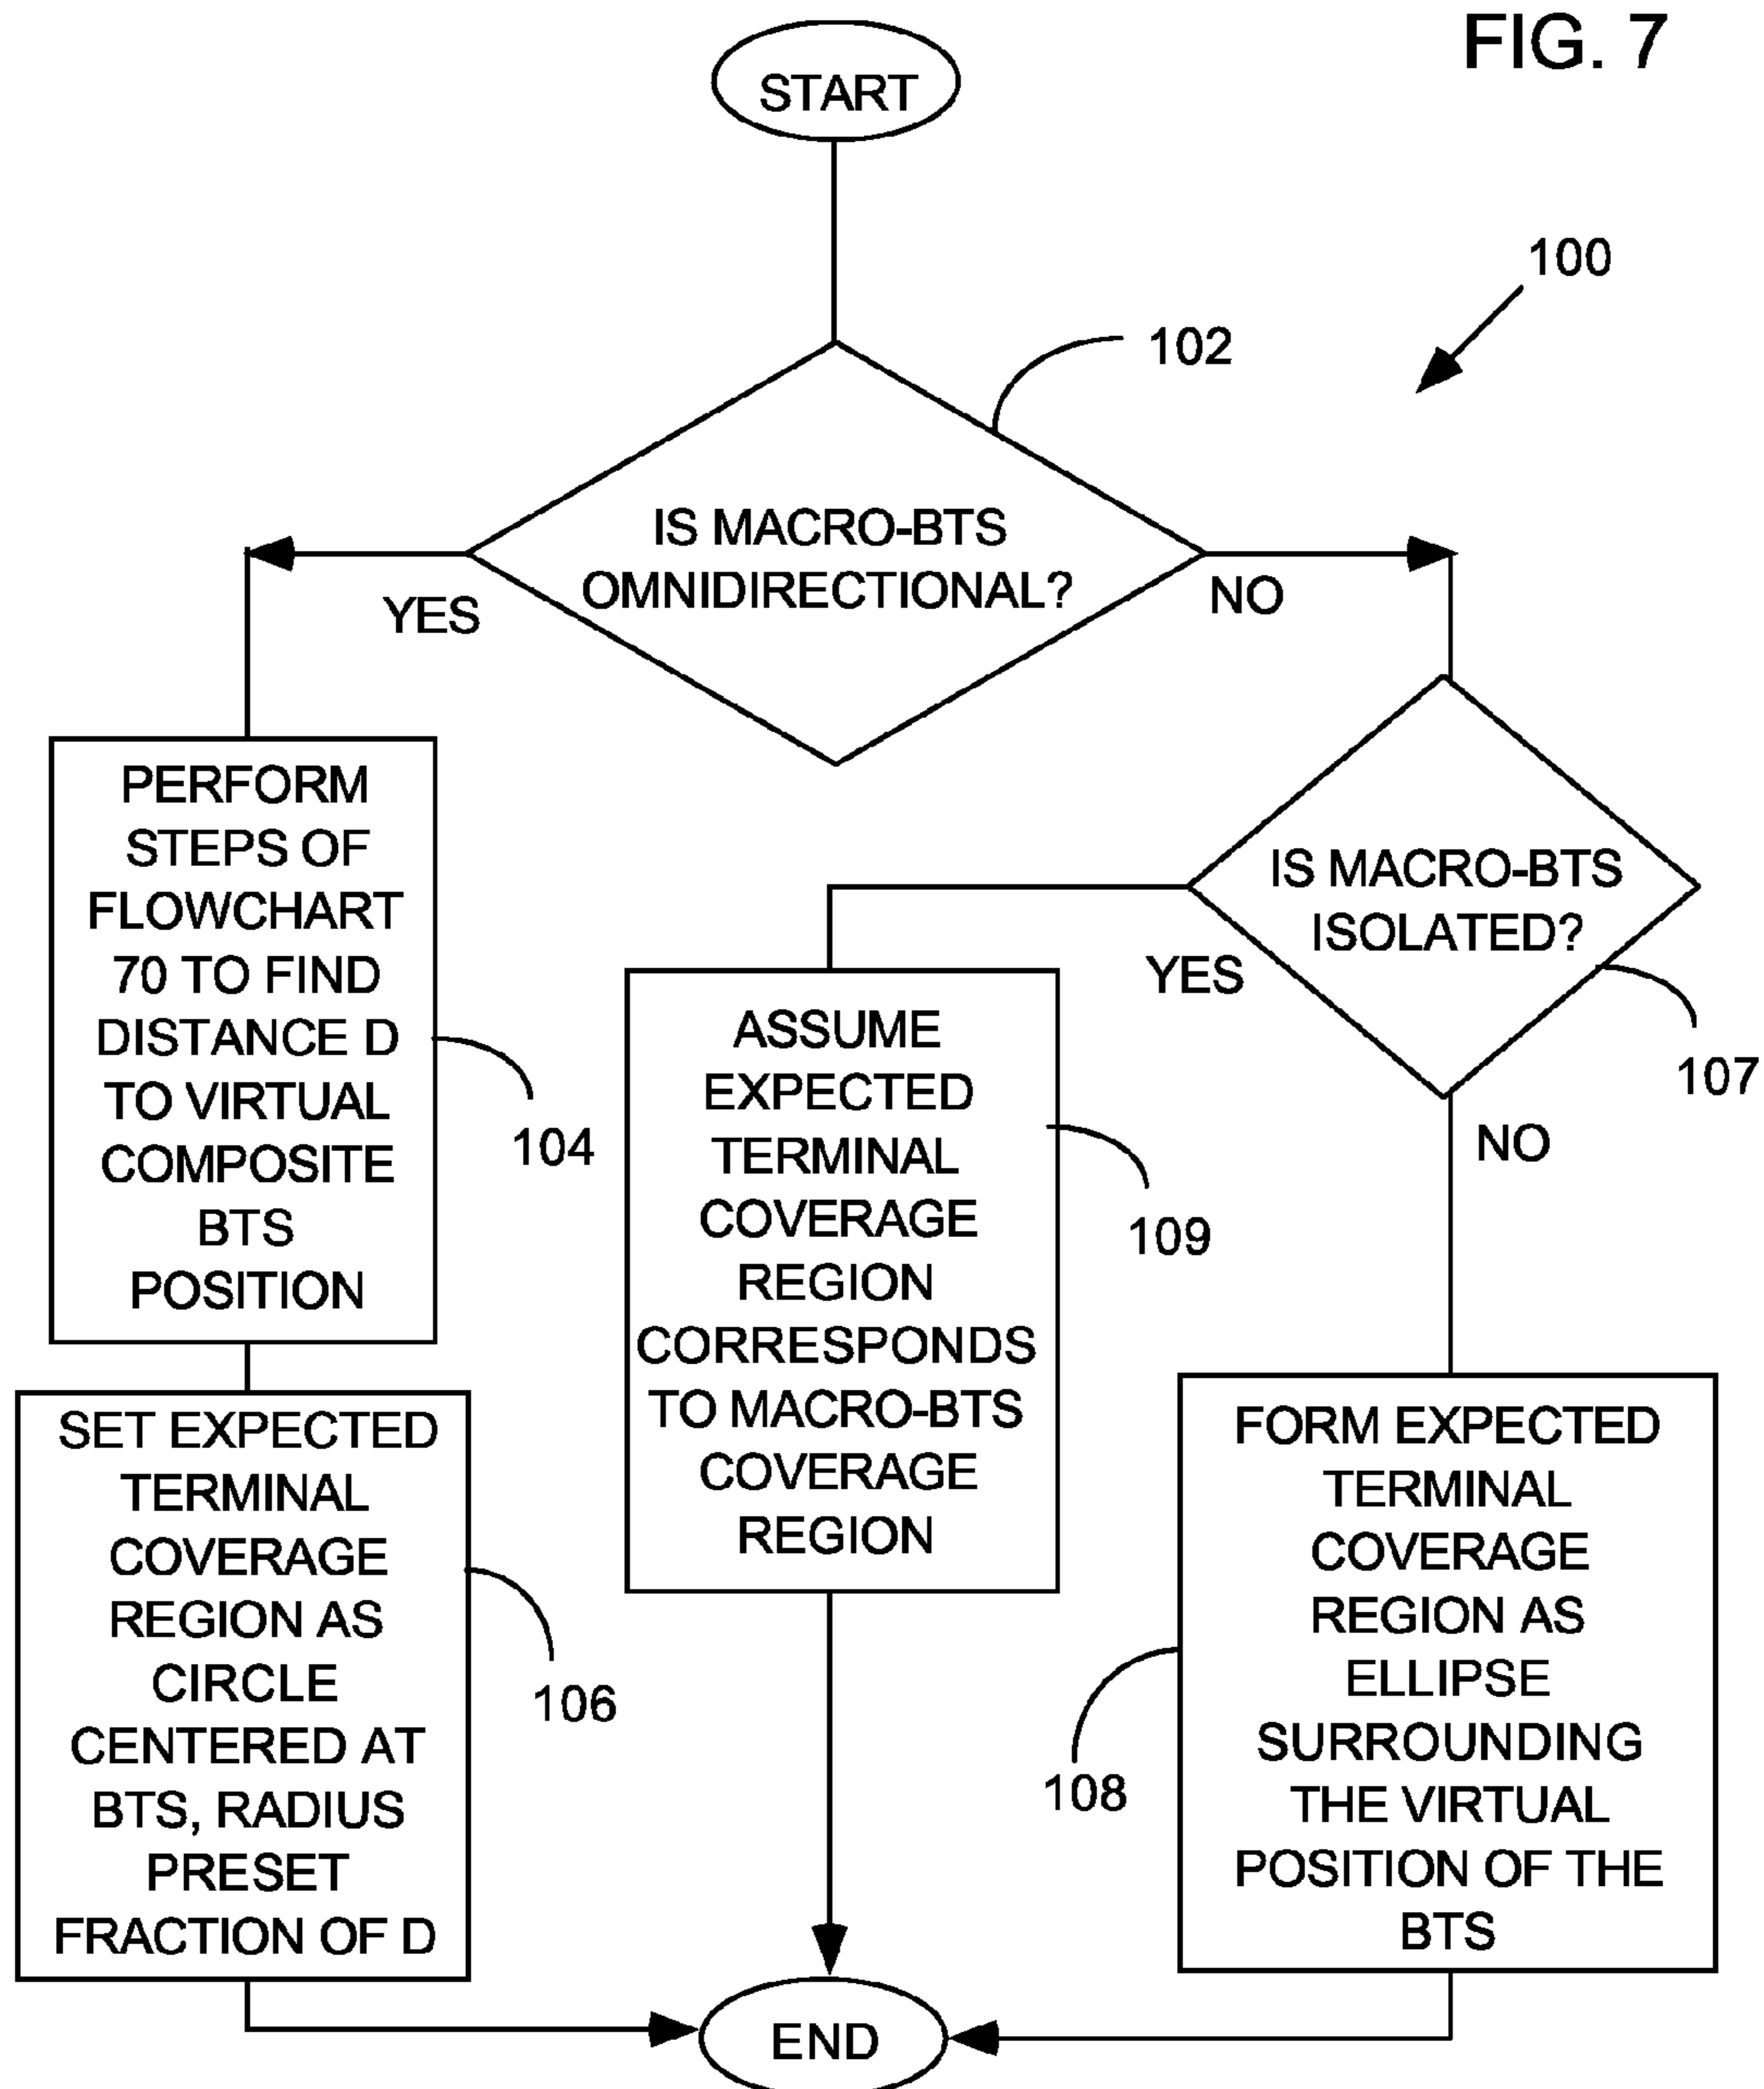 FIG. 7
START
100
102
IS MACRO-BTS
OMNIDIRECTIONAL?
YES
NO
PERFORM
STEPS OF
FLOWCHART
70 TO FIND
DISTANCE D
TO VIRTUAL
COMPOSITE
BTS
POSITION
104
IS MACRO-BTS
ISOLATED?
YES
107
NO
ASSUME
EXPECTED
TERMINAL
COVERAGE
REGION
CORRESPONDS
TO MACRO-BTS
COVERAGE
REGION
109
SET EXPECTED
TERMINAL
COVERAGE
REGION AS
CIRCLE
CENTERED AT
BTS, RADIUS
PRESET
FRACTION OF D
106
FORM EXPECTED
TERMINAL
COVERAGE
REGION AS
ELLIPSE
SURROUNDING
THE VIRTUAL
POSITION OF THE
BTS
108
END